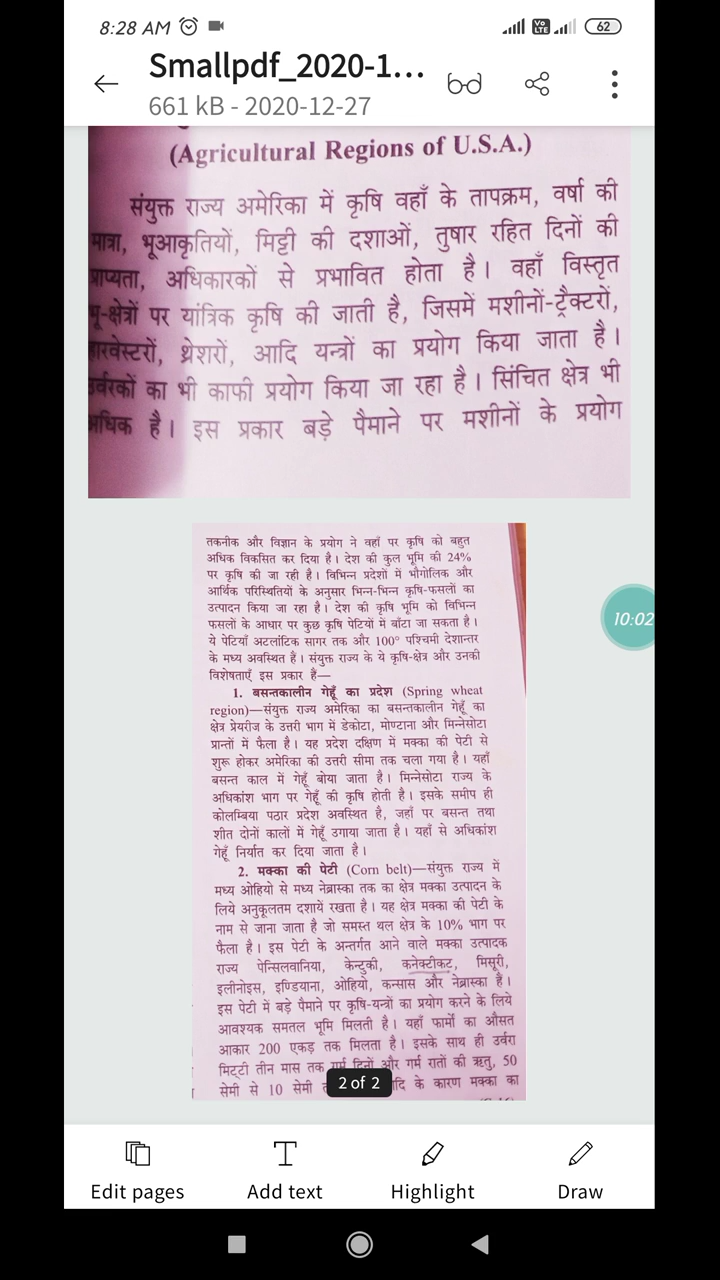 8:28 AM
Vo LTE
62
Smallpdf_2020-1...
661 kB - 2020-12-27
(Agricultural Regions of U.S.A.)
संयुक्त राज्य अमेरिका में कृषि वहाँ के तापक्रम, वर्षा की
मात्रा, भूआकृतियों, मिट्टी की दशाओं, तुषार रहित दिनों की
प्राप्यता, अधिकारकों से प्रभावित होता है। वहाँ विस्तृत
भू-क्षेत्रों पर यांत्रिक कृषि की जाती है, जिसमें मशीनों-ट्रैक्टरों,
हारवेस्टरों, थ्रेशरों, आदि यन्त्रों का प्रयोग किया जाता है।
उर्वरकों का भी काफी प्रयोग किया जा रहा है। सिंचित क्षेत्र भी
अधिक है। इस प्रकार बड़े पैमाने पर मशीनों के प्रयोग
तकनीक और विज्ञान के प्रयोग ने वहाँ पर कृषि को बहुत
अधिक विकसित कर दिया है। देश की कुल भूमि की 24%
पर कृषि की जा रही है। विभिन्न प्रदेशों में भौगोलिक और
आर्थिक परिस्थितियों के अनुसार भिन्न-भिन्न कृषि-फसलों का
उत्पादन किया जा रहा है। देश की कृषि भूमि को विभिन्न
फसलों के आधार पर कुछ कृषि पेटियों में बाँटा जा सकता है।
ये पेटियाँ अटलांटिक सागर तक और 100° पश्चिमी देशान्तर
के मध्य अवस्थित हैं। संयुक्त राज्य के ये कृषि-क्षेत्र और उनकी
विशेषताएँ इस प्रकार हैं—
1. बसन्तकालीन गेहूँ का प्रदेश (Spring wheat
region)—संयुक्त राज्य अमेरिका का बसन्तकालीन गेहूँ का
क्षेत्र प्रेयरीज के उत्तरी भाग में डेकोटा, मोण्टाना और मिन्नेसोटा
प्रान्तों में फैला है। यह प्रदेश दक्षिण में मक्का की पेटी से
शुरू होकर अमेरिका की उत्तरी सीमा तक चला गया है। यहाँ
बसन्त काल में गेहूँ बोया जाता है। मिन्नेसोटा राज्य के
अधिकांश भाग पर गेहूँ की कृषि होती है। इसके समीप ही
कोलम्बिया पठार प्रदेश अवस्थित है, जहाँ पर बसन्त तथा
शीत दोनों कालों में गेहूँ उगाया जाता है। यहाँ से अधिकांश
गेहूँ निर्यात कर दिया जाता है।
2. मक्का की पेटी (Corn belt)—संयुक्त राज्य में
मध्य ओहियो से मध्य नेब्रास्का तक का क्षेत्र मक्का उत्पादन के
लिये अनुकूलतम दशायें रखता है। यह क्षेत्र मक्का की पेटी के
नाम से जाना जाता है जो समस्त थल क्षेत्र के 10% भाग पर
फैला है। इस पेटी के अन्तर्गत आने वाले मक्का उत्पादक
राज्य पेन्सिलवानिया, केन्टुकी, कनेक्टीकट, मिसूरी,
इलीनोइस, इण्डियाना, ओहियो, कन्सास और नेब्रास्का हैं।
इस पेटी में बड़े पैमाने पर कृषि-यन्त्रों का प्रयोग करने के लिये
आवश्यक समतल भूमि मिलती है। यहाँ फार्मों का औसत
आकार 200 एकड़ तक मिलता है। इसके साथ ही उर्वरा
मिट्टी तीन मास तक गर्म दिनों और गर्म रातों की ऋतु, 50
सेमी से 10 सेमी दि के कारण मक्का का
10:02
2 of 2
Edit pages
Add text
Highlight
Draw